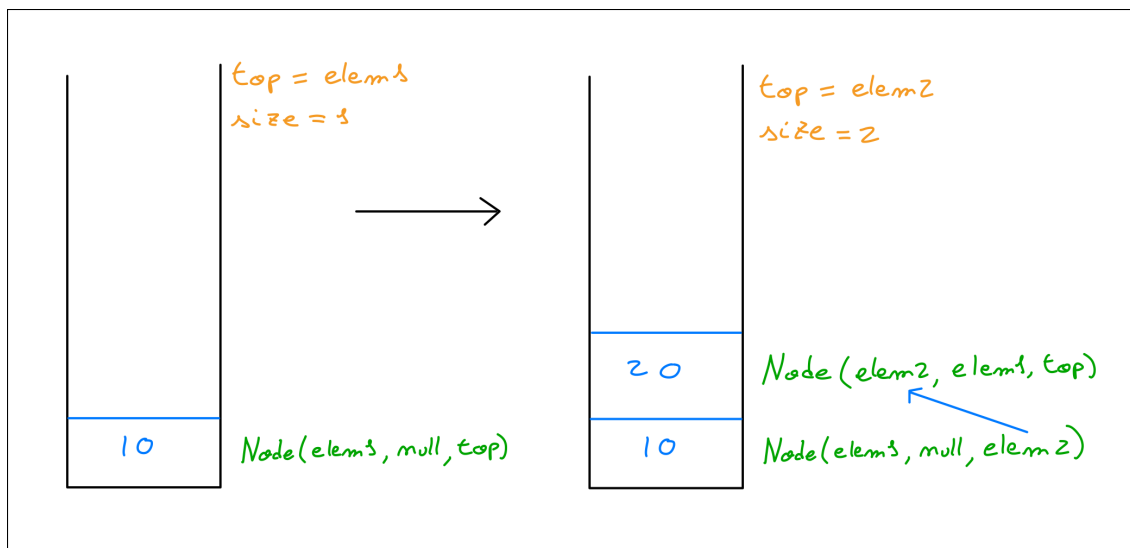 top = elem1
size = 1
10
Node(elem1, null, top)
top = elem2
size = 2
20
Node(elem2, elem1, top)
10
Node(elem1, null, elem2)